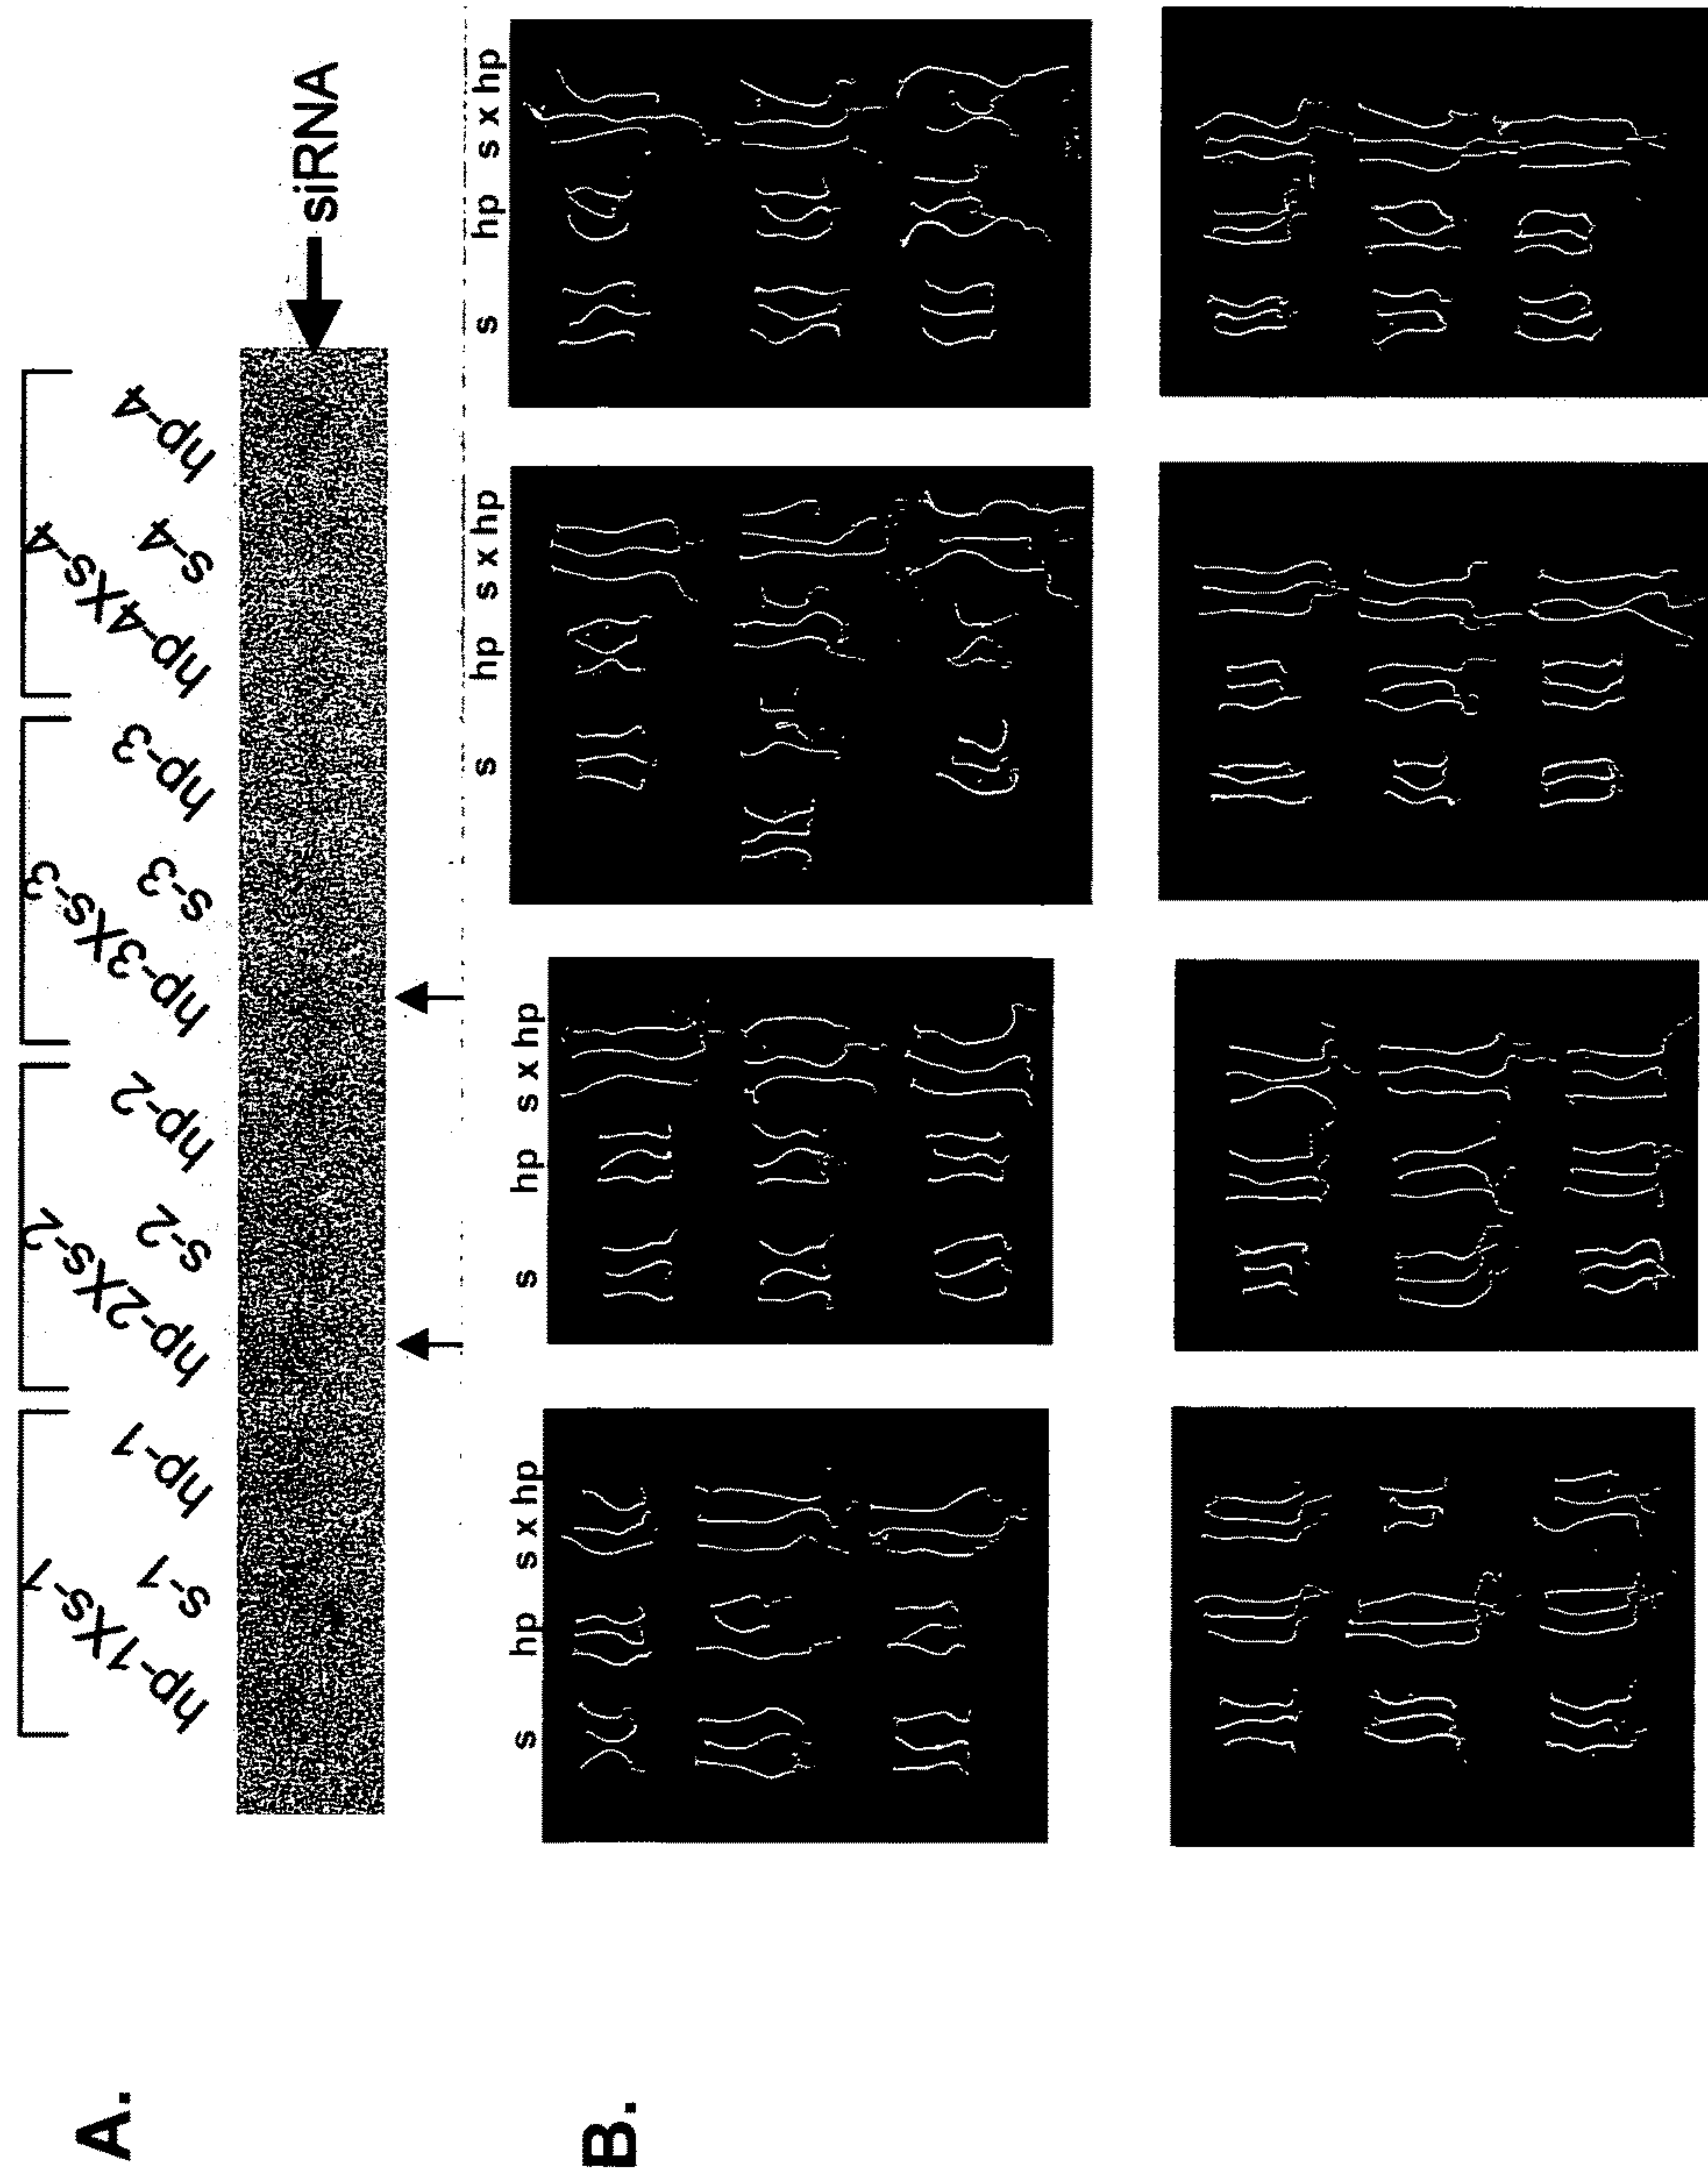 A.
hp-1Xs-1 s-1 hp-1 hp-2Xs-2 s-2 hp-2 hp-3Xs-3 s-3 hp-3 hp-4Xs-4 s-4 hp-4
siRNA
B.
s hp s x hp s hp s x hp s hp s x hp s hp s x hp